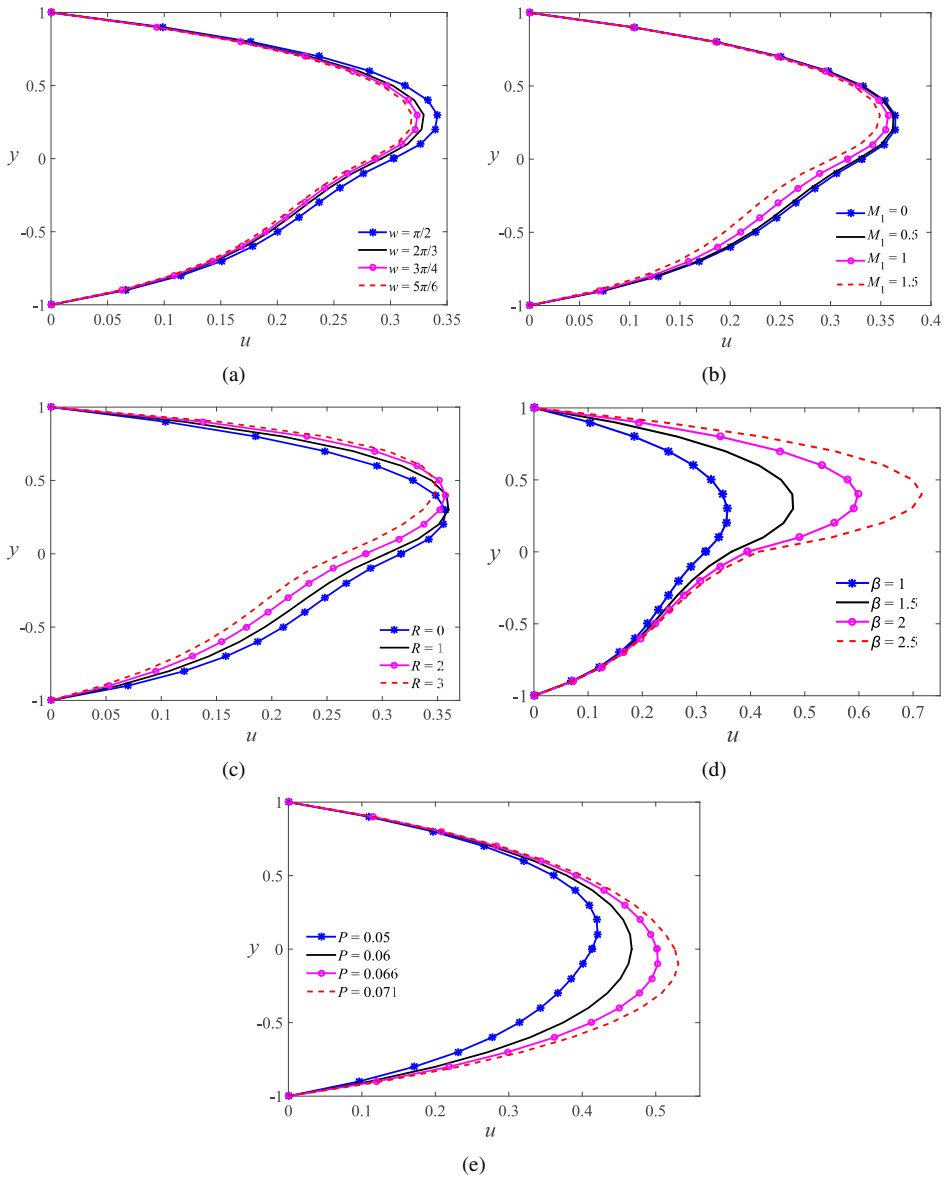 1
0.5
y
0
-0.5
-1
w = π/2
w = 2π/3
w = 3π/4
w = 5π/6
0 0.05 0.1 0.15 0.2 0.25 0.3 0.35
u
(a)
1
0.5
y
0
-0.5
-1
M1 = 0
M1 = 0.5
M1 = 1
M1 = 1.5
0 0.05 0.1 0.15 0.2 0.25 0.3 0.35 0.4
u
(b)
1
0.5
y
0
-0.5
-1
R = 0
R = 1
R = 2
R = 3
0 0.05 0.1 0.15 0.2 0.25 0.3 0.35
u
(c)
1
0.5
y
0
-0.5
-1
β = 1
β = 1.5
β = 2
β = 2.5
0 0.1 0.2 0.3 0.4 0.5 0.6 0.7
u
(d)
1
0.5
y
0
-0.5
-1
P = 0.05
P = 0.06
P = 0.066
P = 0.071
0 0.1 0.2 0.3 0.4 0.5
u
(e)